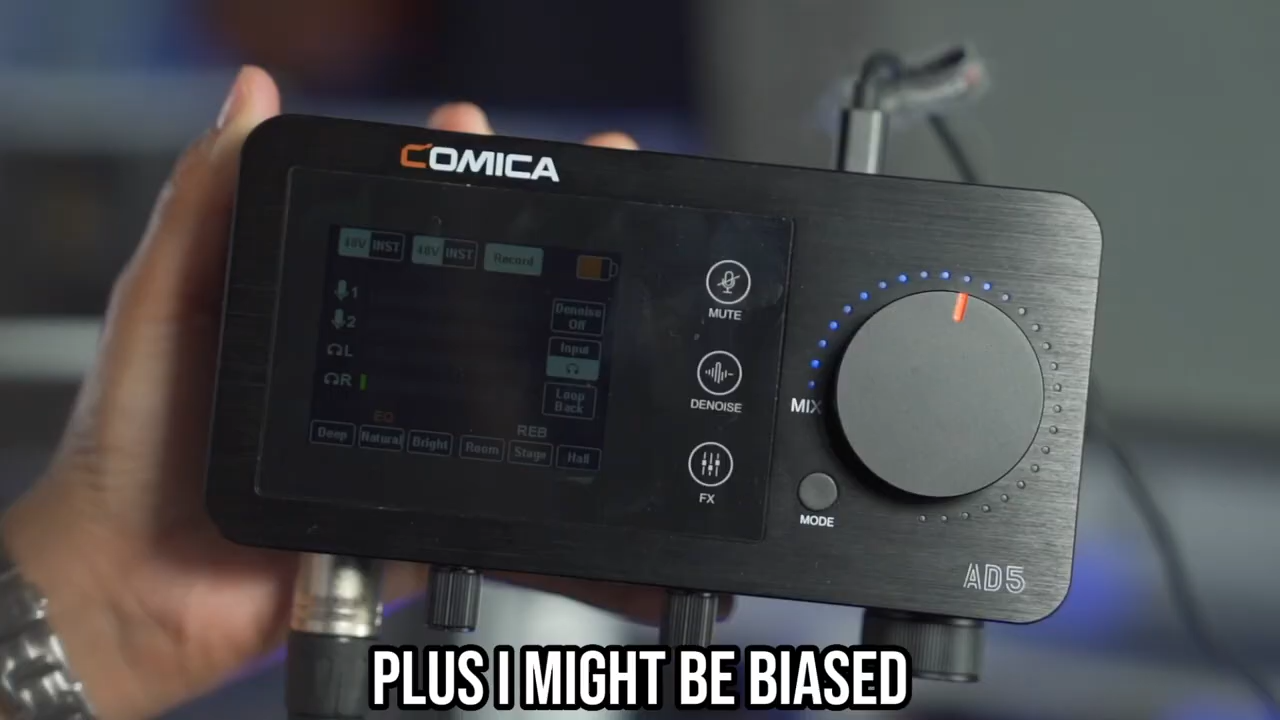 COMICA
48V INST 48V INST Record
1
2
L
R
Denoise
Off
Input
Loop
Back
EQ REB
Deep Natural Bright Room Stage Hall
MUTE
DENOISE
FX
MIX
MODE
AD5
PLUS I MIGHT BE BIASED